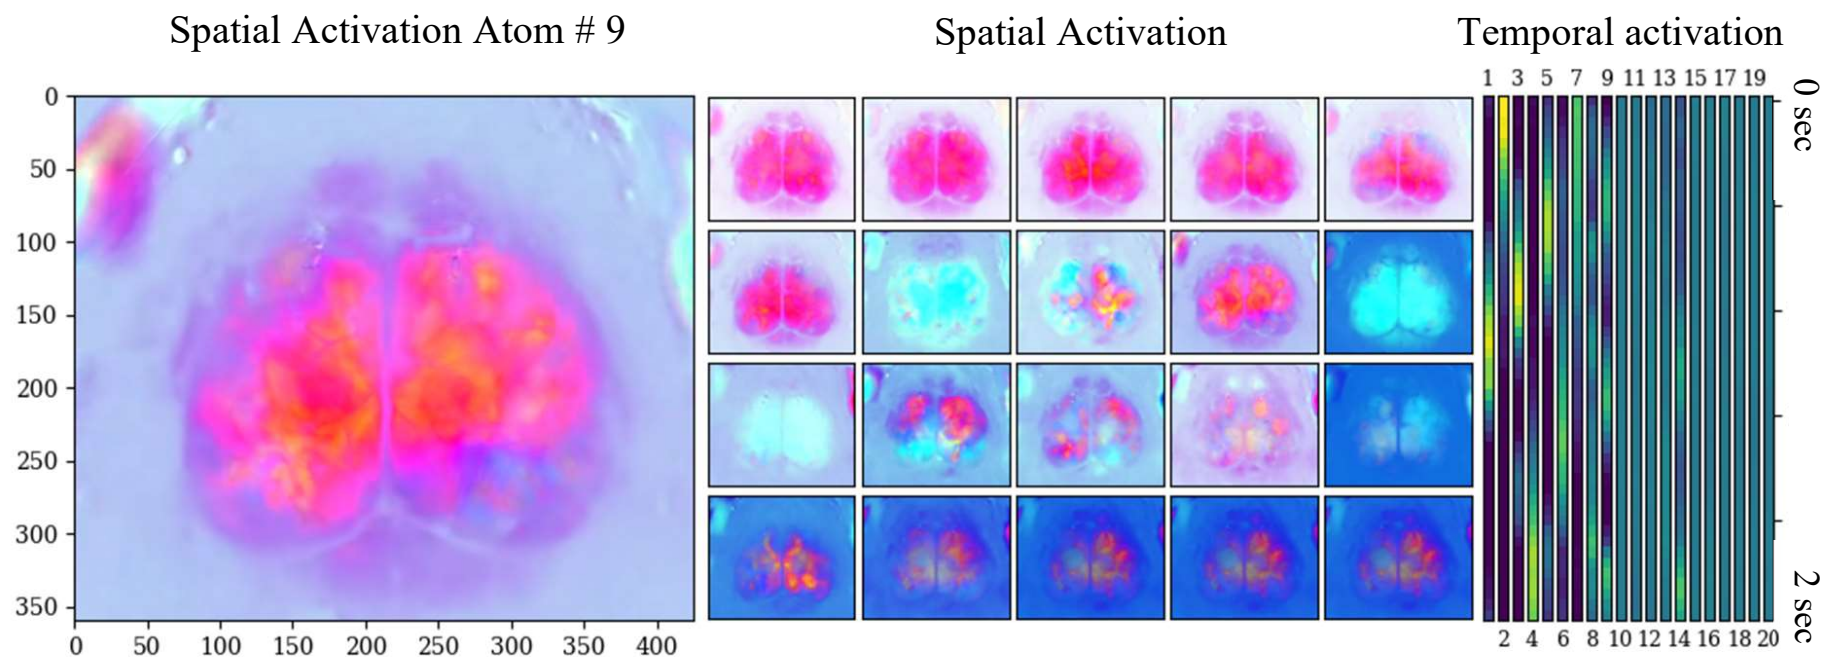 Spatial Activation Atom # 9
Spatial Activation
Temporal activation
1 3 5 7 9 11 13 15 17 19
0 sec
0
50
100
150
200
250
300
350
0 50 100 150 200 250 300 350 400
2 4 6 8 10 12 14 16 18 20
2 sec